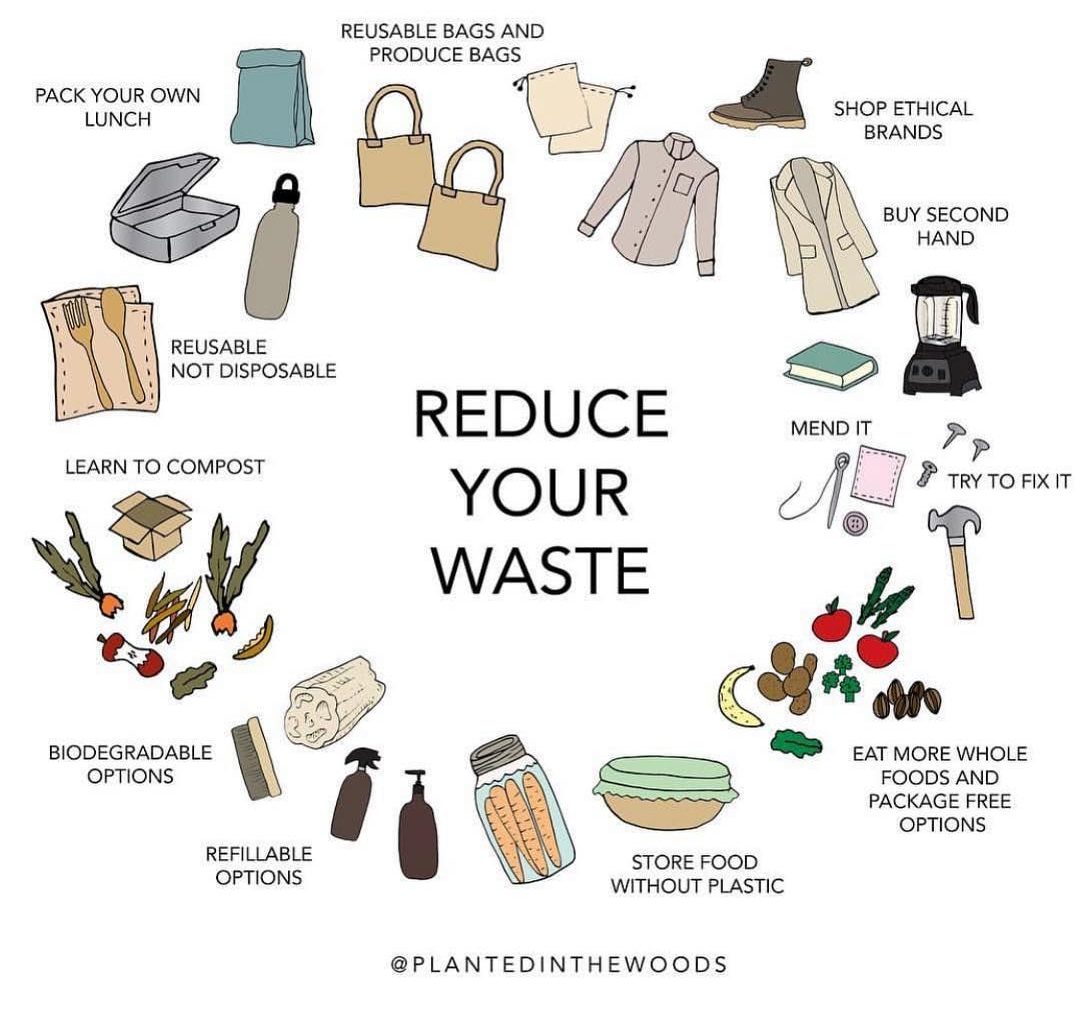 REUSABLE BAGS AND
PRODUCE BAGS
PACK YOUR OWN
LUNCH
SHOP ETHICAL
BRANDS
BUY SECOND
HAND
REUSABLE
NOT DISPOSABLE
REDUCE
YOUR
WASTE
MEND IT
TRY TO FIX IT
LEARN TO COMPOST
BIODEGRADABLE
OPTIONS
EAT MORE WHOLE
FOODS AND
PACKAGE FREE
OPTIONS
REFILLABLE
OPTIONS
STORE FOOD
WITHOUT PLASTIC
@PLANTEDINTHEWOODS